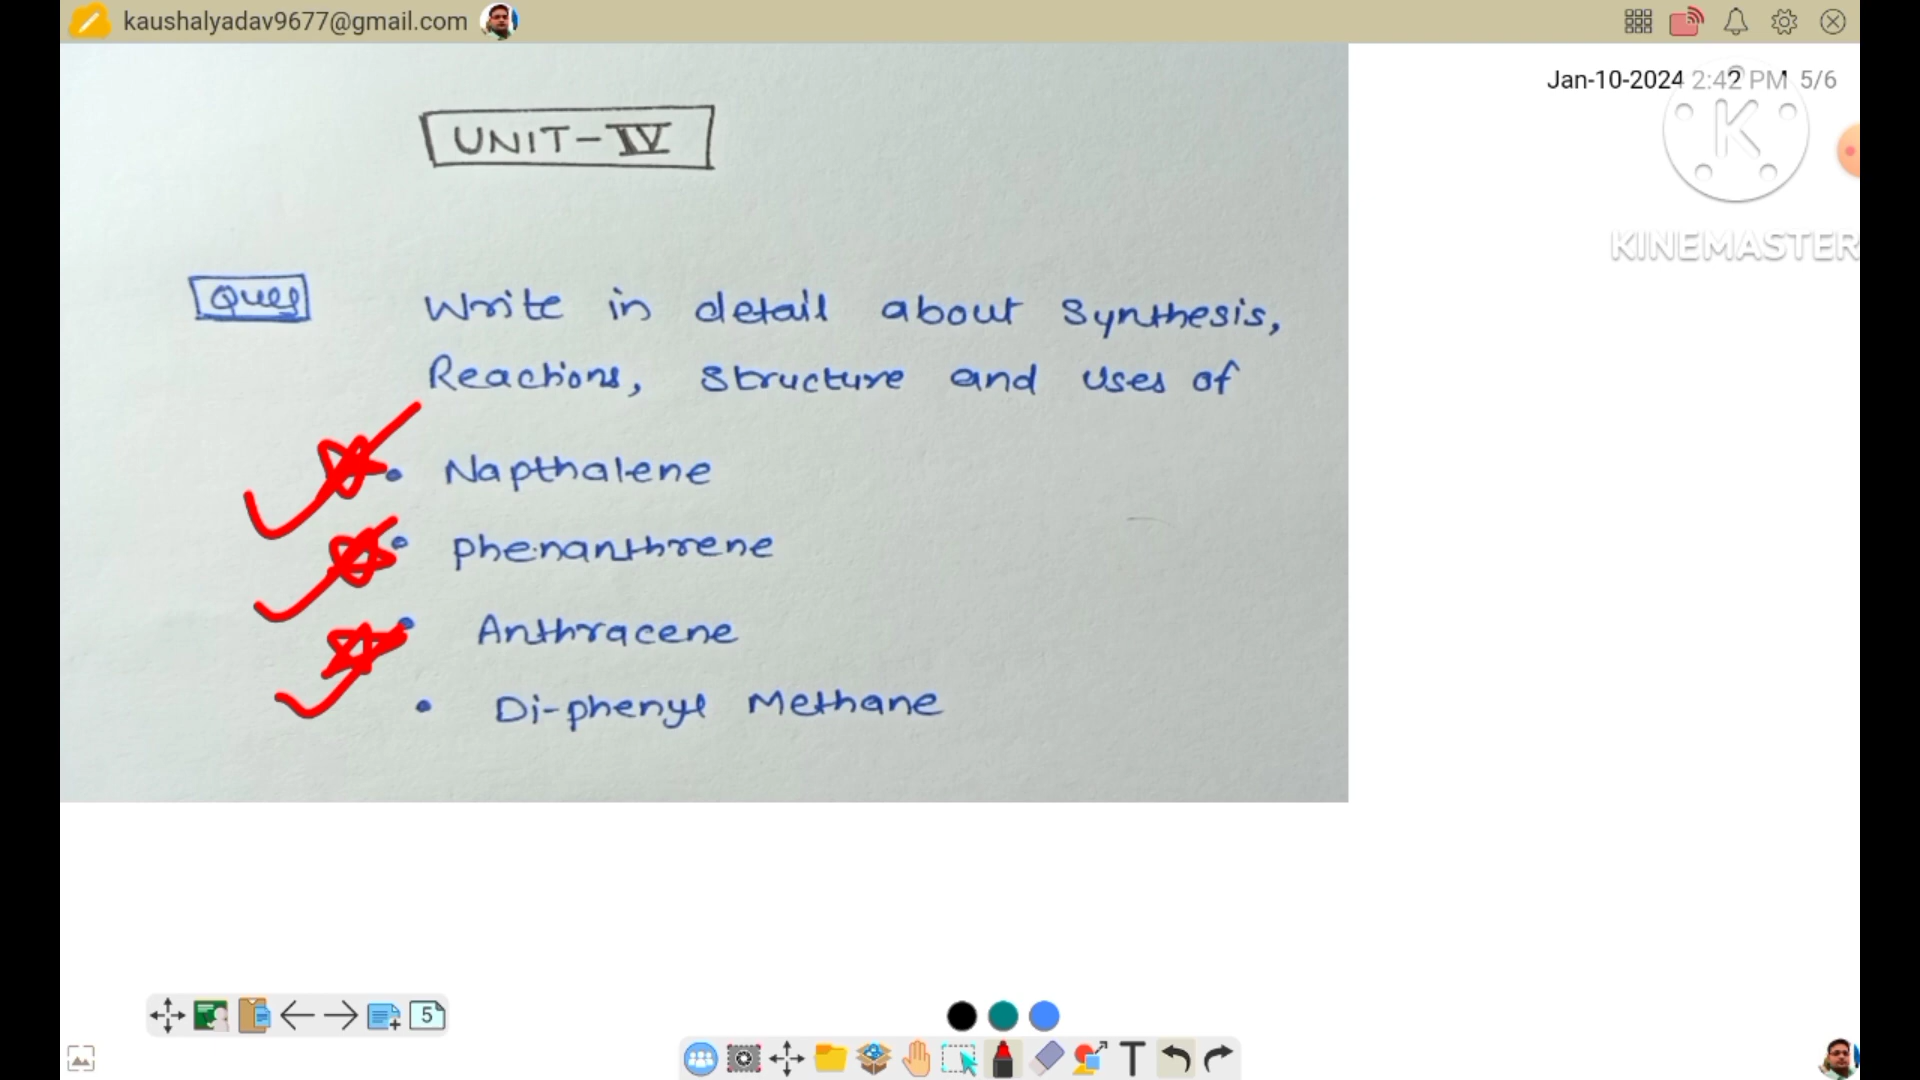 kaushalyadav9677@gmail.com
Jan-10-2024 2:42 PM 5/6
KINEMASTER
UNIT-IV
Ques Write in detail about Synthesis,
Reactions, Structure and uses of
• Napthalene
• Phenanthrene
• Anthracene
• Di-phenyl Methane
5
T